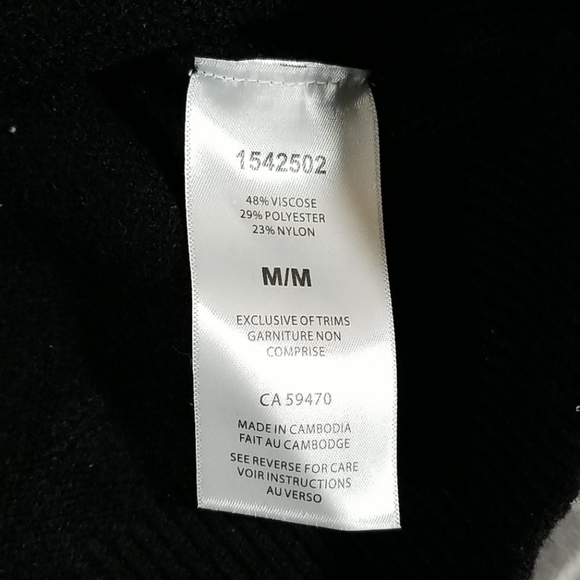 1542502
48% VISCOSE
29% POLYESTER
23% NYLON
M/M
EXCLUSIVE OF TRIMS
GARNITURE NON
COMPRISE
CA 59470
MADE IN CAMBODIA
FAIT AU CAMBODGE
SEE REVERSE FOR CARE
VOIR INSTRUCTIONS
AU VERSO